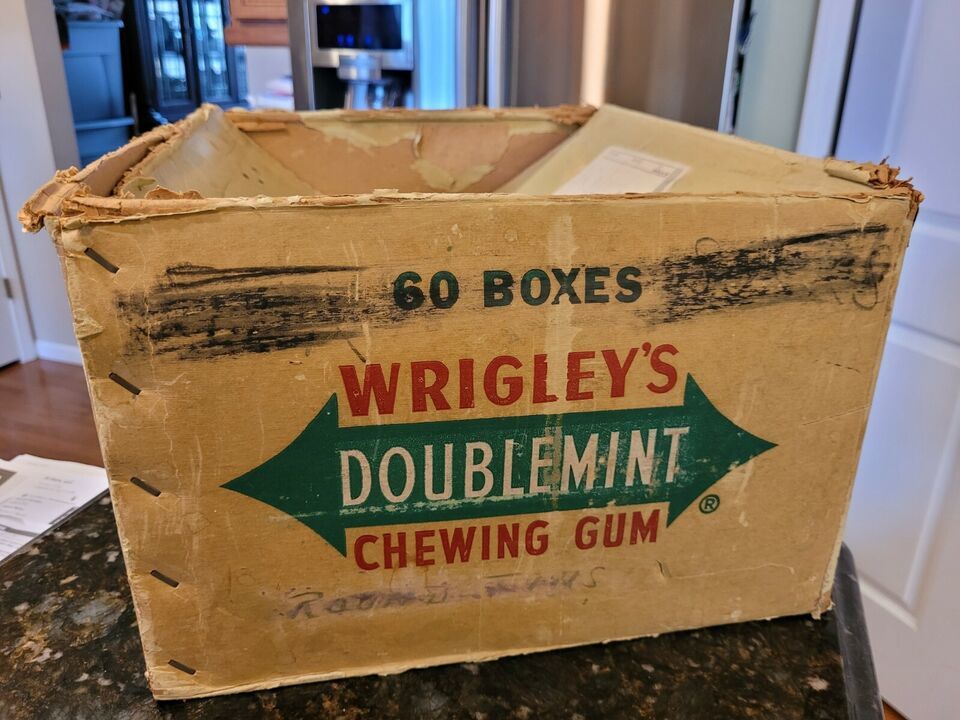 60 BOXES
WRIGLEY'S
DOUBLEMINT
®
CHEWING GUM